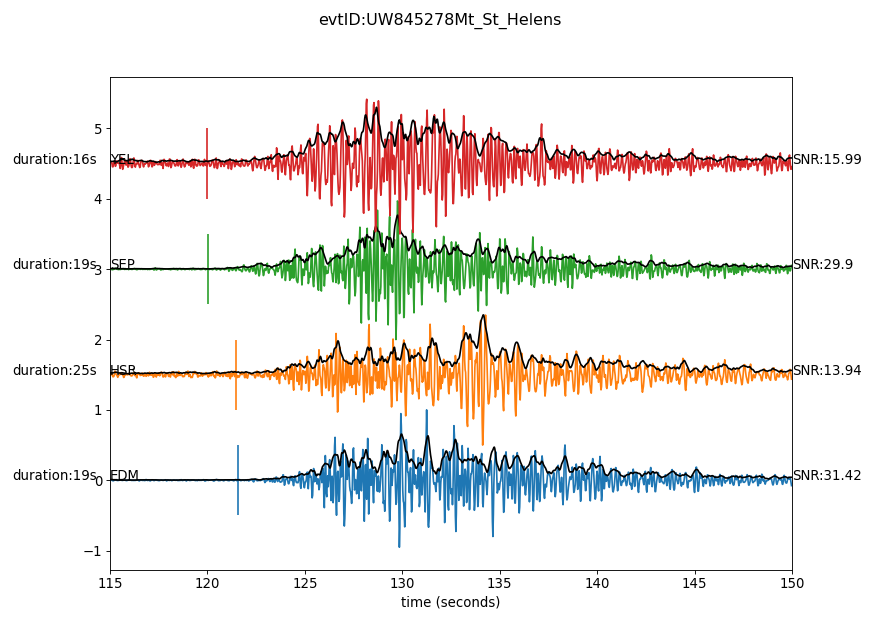 evtID:UW845278Mt_St_Helens
5
duration:16s YEL SNR:15.99
4
duration:19s SEP SNR:29.9
3
2
duration:25s HSR SNR:13.94
1
duration:19s EDM SNR:31.42
0
−1
115 120 125 130 135 140 145 150
time (seconds)